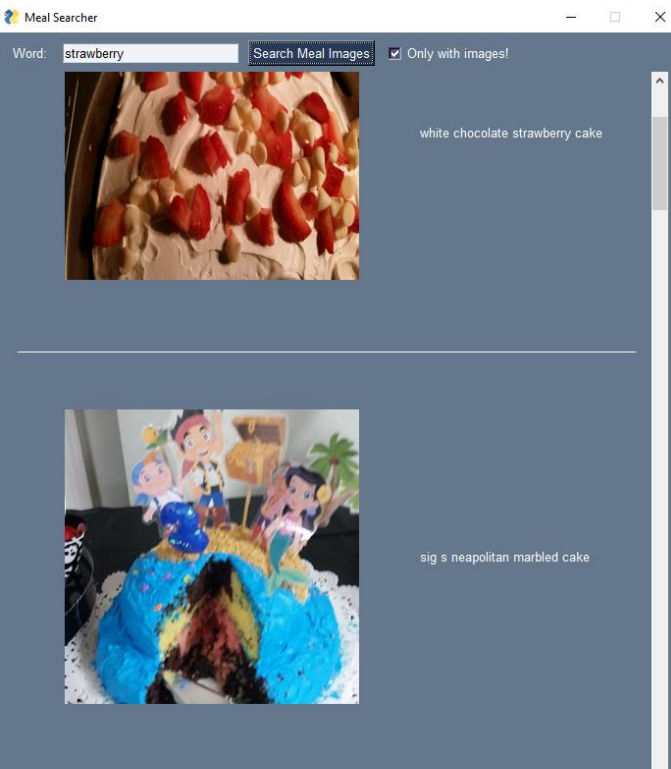 Meal Searcher
Word: strawberry Search Meal Images Only with images!
white chocolate strawberry cake
sig s neapolitan marbled cake